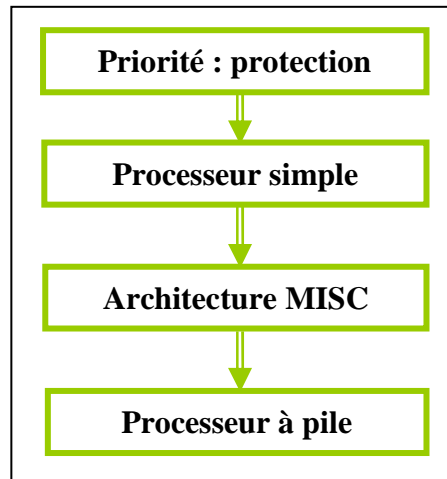 Priorité : protection
Processeur simple
Architecture MISC
Processeur à pile